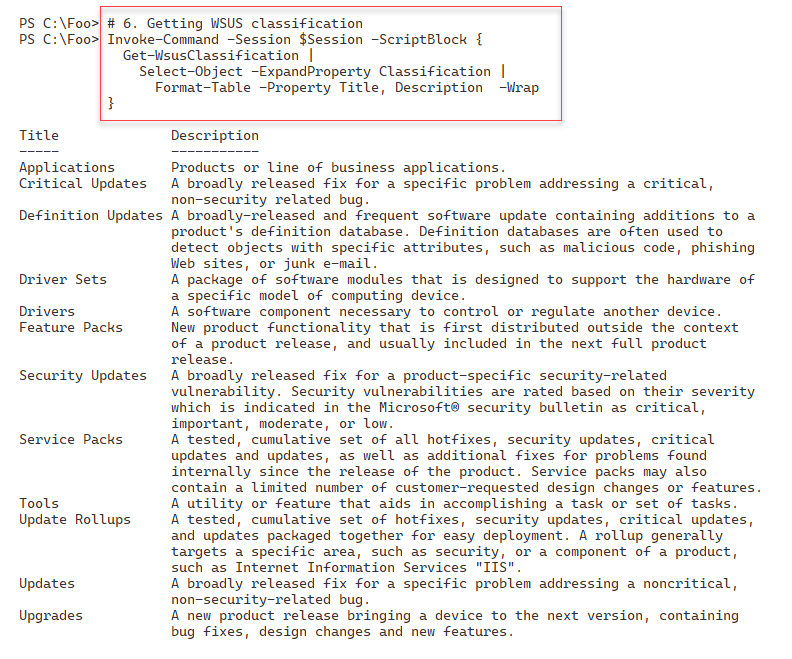 PS C:\Foo> # 6. Getting WSUS classification
PS C:\Foo> Invoke-Command -Session $Session -ScriptBlock {
  Get-WsusClassification |
    Select-Object -ExpandProperty Classification |
      Format-Table -Property Title, Description  -Wrap
}
Title Description
----- -----------
Applications Products or line of business applications.
Critical Updates A broadly released fix for a specific problem addressing a critical,
non-security related bug.
Definition Updates A broadly-released and frequent software update containing additions to a
product's definition database. Definition databases are often used to
detect objects with specific attributes, such as malicious code, phishing
Web sites, or junk e-mail.
Driver Sets A package of software modules that is designed to support the hardware of
a specific model of computing device.
Drivers A software component necessary to control or regulate another device.
Feature Packs New product functionality that is first distributed outside the context
of a product release, and usually included in the next full product
release.
Security Updates A broadly released fix for a product-specific security-related
vulnerability. Security vulnerabilities are rated based on their severity
which is indicated in the Microsoft® security bulletin as critical,
important, moderate, or low.
Service Packs A tested, cumulative set of all hotfixes, security updates, critical
updates and updates, as well as additional fixes for problems found
internally since the release of the product. Service packs may also
contain a limited number of customer-requested design changes or features.
Tools A utility or feature that aids in accomplishing a task or set of tasks.
Update Rollups A tested, cumulative set of hotfixes, security updates, critical updates,
and updates packaged together for easy deployment. A rollup generally
targets a specific area, such as security, or a component of a product,
such as Internet Information Services "IIS".
Updates A broadly released fix for a specific problem addressing a noncritical,
non-security-related bug.
Upgrades A new product release bringing a device to the next version, containing
bug fixes, design changes and new features.